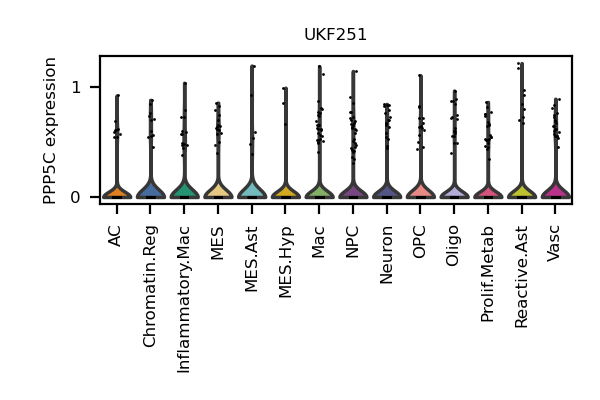 UKF251
PPP5C expression
1
0
AC
Chromatin.Reg
Inflammatory.Mac
MES
MES.Ast
MES.Hyp
Mac
NPC
Neuron
OPC
Oligo
Prolif.Metab
Reactive.Ast
Vasc